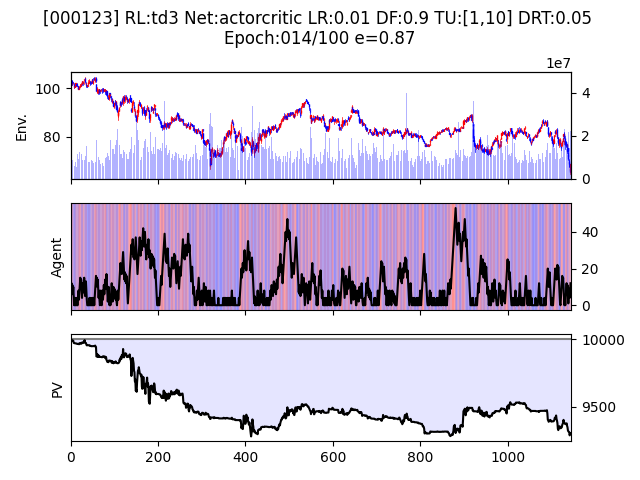 [000123] RL:td3 Net:actorcritic LR:0.01 DF:0.9 TU:[1,10] DRT:0.05
Epoch:014/100 e=0.87
1e7
100
80
Env.
4
2
0
Agent
40
20
0
PV
10000
9500
0 200 400 600 800 1000